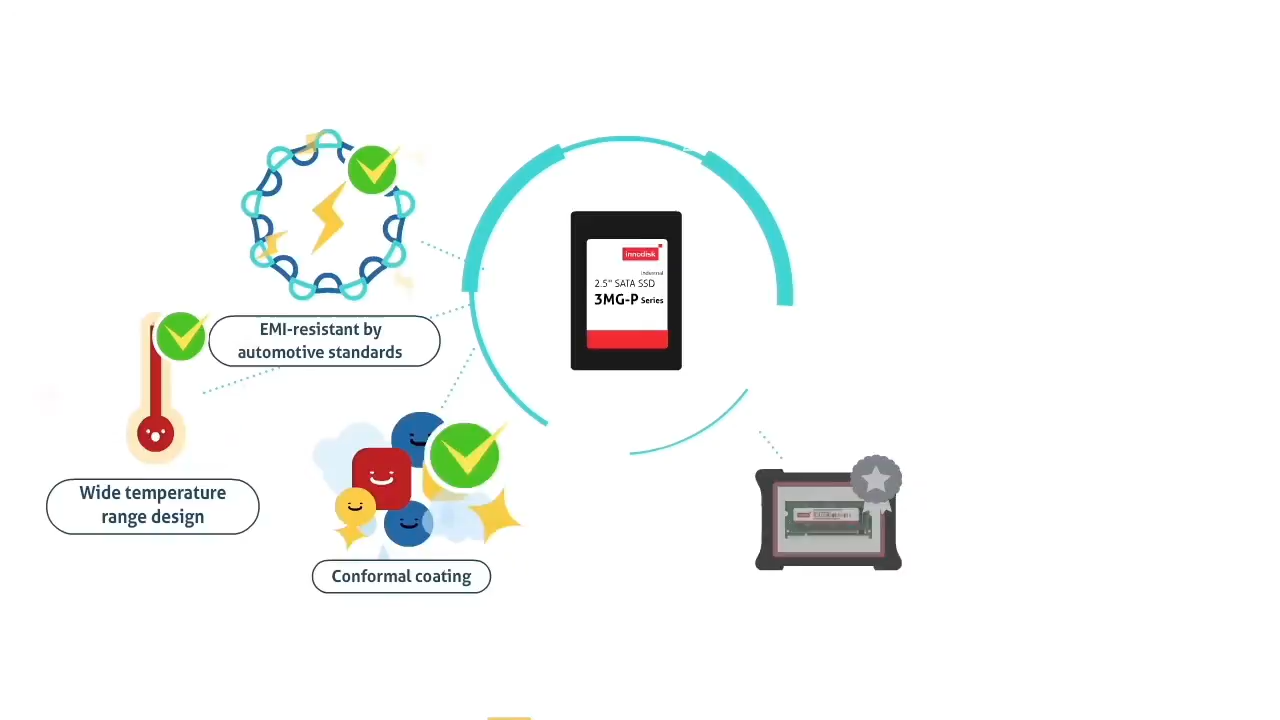 innodisk
Industrial
2.5" SATA SSD
3MG-P Series
EMI-resistant by
automotive standards
Wide temperature
range design
Conformal coating